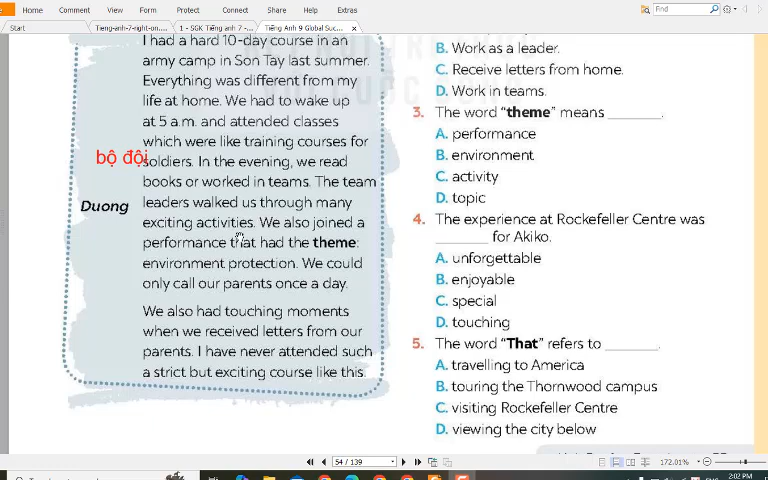 File Home Comment View Form Protect Connect Share Help Extras
Find
Start Tieng-anh-7-right-on.... 1 - SGK Tiếng anh 7 -... Tiếng Anh 9 Global Suc...
I had a hard 10-day course in an
army camp in Son Tay last summer.
Everything was different from my
life at home. We had to wake up
at 5 a.m. and attended classes
which were like training courses for
bộ đội
soldiers. In the evening, we read
books or worked in teams. The team
leaders walked us through many
Duong
exciting activities. We also joined a
performance that had the theme:
environment protection. We could
only call our parents once a day.
We also had touching moments
when we received letters from our
parents. I have never attended such
a strict but exciting course like this.
B. Work as a leader.
C. Receive letters from home.
D. Work in teams.
3. The word “theme” means ______.
A. performance
B. environment
C. activity
D. topic
4. The experience at Rockefeller Centre was
______ for Akiko.
A. unforgettable
B. enjoyable
C. special
D. touching
5. The word “That” refers to ______.
A. travelling to America
B. touring the Thornwood campus
C. visiting Rockefeller Centre
D. viewing the city below
54 / 139
172.01%
ENG
2:02 PM